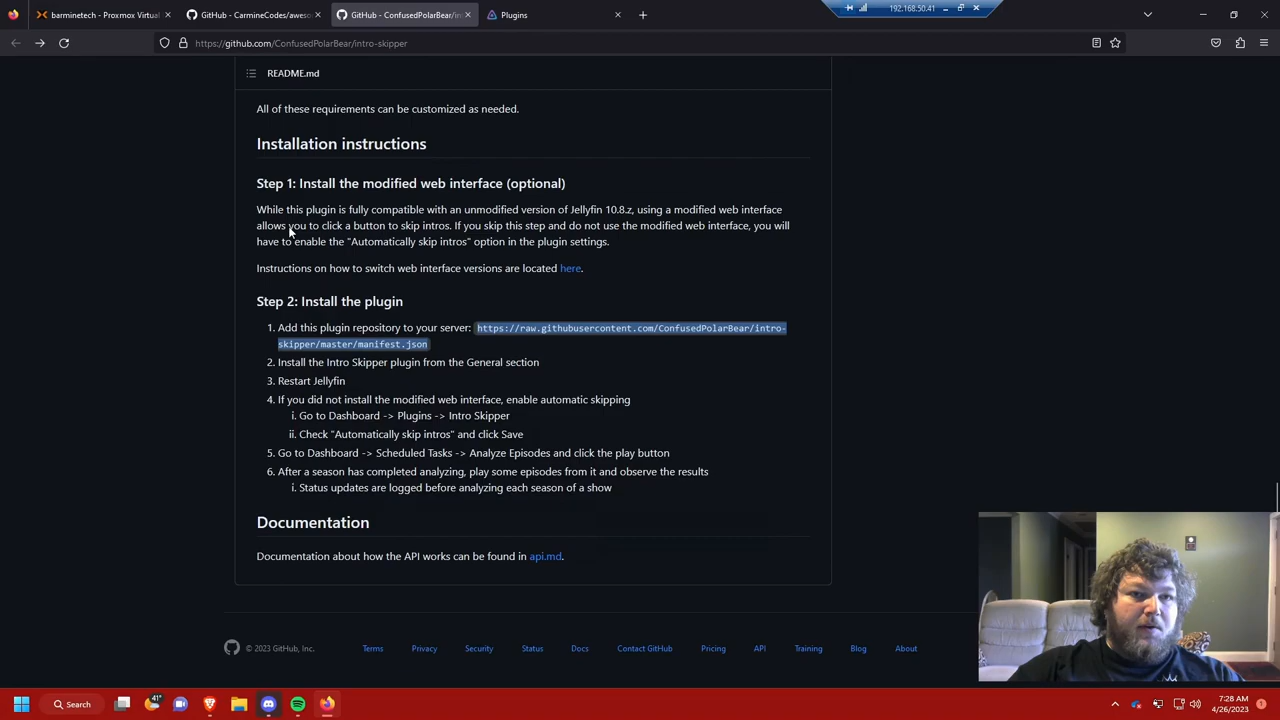 barminetech - Proxmox Virtual
GitHub - CarmineCodes/aweso
GitHub - ConfusedPolarBear/in
Plugins
192.168.50.41
https://github.com/ConfusedPolarBear/intro-skipper
README.md
All of these requirements can be customized as needed.
Installation instructions
Step 1: Install the modified web interface (optional)
While this plugin is fully compatible with an unmodified version of Jellyfin 10.8.z, using a modified web interface
allows you to click a button to skip intros. If you skip this step and do not use the modified web interface, you will
have to enable the "Automatically skip intros" option in the plugin settings.
Instructions on how to switch web interface versions are located here.
Step 2: Install the plugin
1. Add this plugin repository to your server: https://raw.githubusercontent.com/ConfusedPolarBear/intro-
skipper/master/manifest.json
2. Install the Intro Skipper plugin from the General section
3. Restart Jellyfin
4. If you did not install the modified web interface, enable automatic skipping
i. Go to Dashboard -> Plugins -> Intro Skipper
ii. Check "Automatically skip intros" and click Save
5. Go to Dashboard -> Scheduled Tasks -> Analyze Episodes and click the play button
6. After a season has completed analyzing, play some episodes from it and observe the results
i. Status updates are logged before analyzing each season of a show
Documentation
Documentation about how the API works can be found in api.md.
© 2023 GitHub, Inc.
Terms
Privacy
Security
Status
Docs
Contact GitHub
Pricing
API
Training
Blog
About
Search
41°
7:28 AM
4/26/2023
1